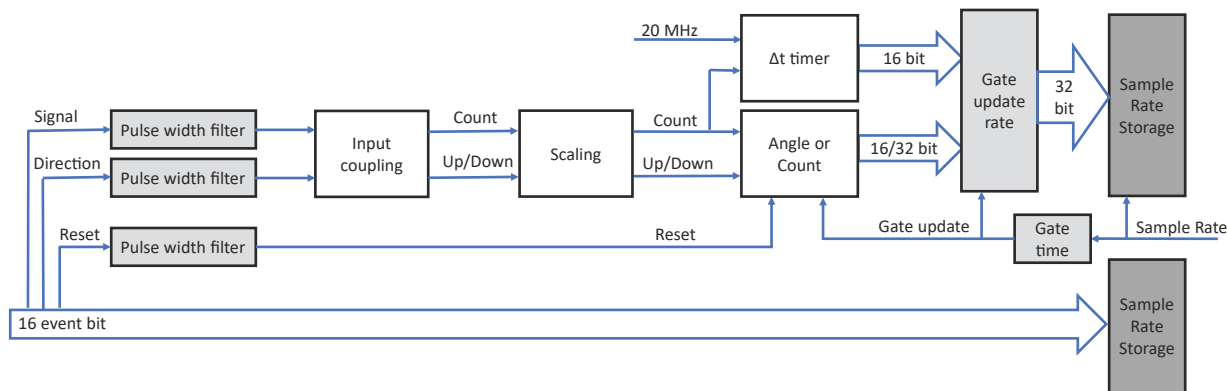 20 MHz
Δt timer
16 bit
Gate
update
rate
32
bit
Sample
Rate
Storage
Signal
Pulse width filter
Direction
Pulse width filter
Input
coupling
Count
Up/Down
Scaling
Count
Up/Down
Angle or
Count
16/32 bit
Reset
Pulse width filter
Reset
Gate update
Gate
time
Sample Rate
16 event bit
Sample
Rate
Storage